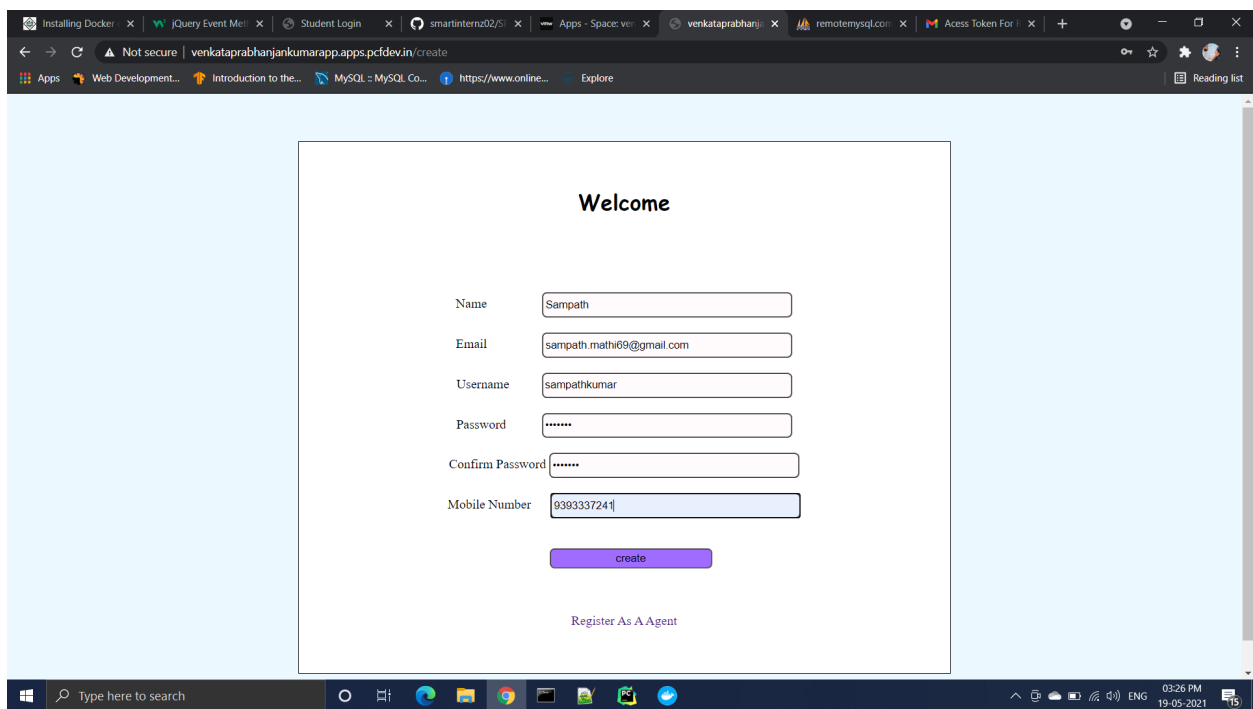 Installing Docker jQuery Event Met Student Login smartinternz02/S Apps - Space: ven venkataprabhanja remotemysql.com Acess Token For
Not secure | venkataprabhanjankumarapp.apps.pcfdev.in/create
Apps Web Development... Introduction to the... MySQL :: MySQL Co... https://www.online... Explore Reading list
Welcome
Name Sampath
Email sampath.mathi69@gmail.com
Username sampathkumar
Password •••••••
Confirm Password •••••••
Mobile Number 9393337241
create
Register As A Agent
Type here to search ENG 03:26 PM
19-05-2021 15